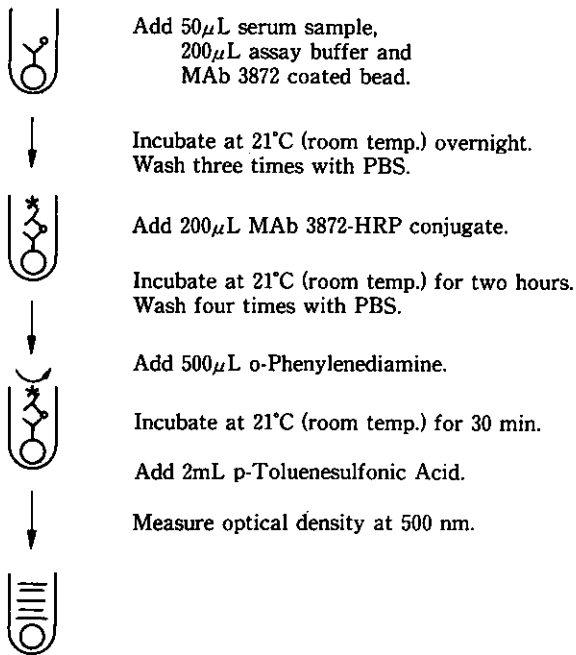 Add 50μL serum sample,
200μL assay buffer and
MAb 3872 coated bead.
Incubate at 21°C (room temp.) overnight.
Wash three times with PBS.
Add 200μL MAb 3872-HRP conjugate.
Incubate at 21°C (room temp.) for two hours.
Wash four times with PBS.
Add 500μL o-Phenylenediamine.
Incubate at 21°C (room temp.) for 30 min.
Add 2mL p-Toluenesulfonic Acid.
Measure optical density at 500 nm.